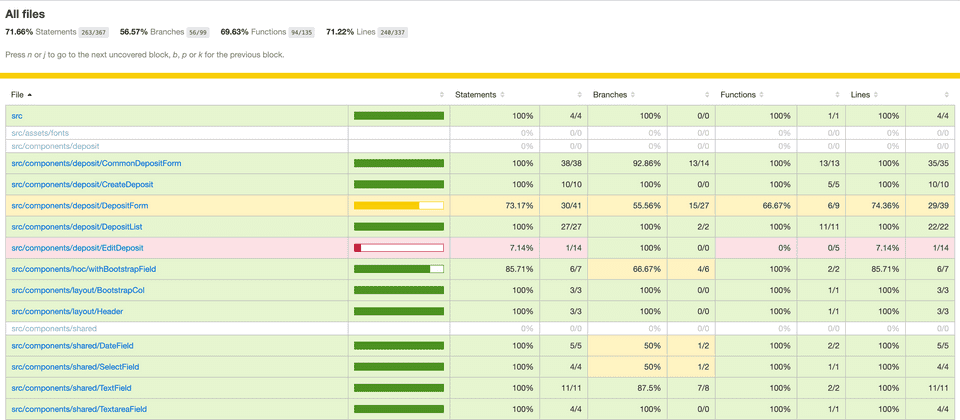 All files
71.66% Statements 263/367 56.57% Branches 56/99 69.63% Functions 94/135 71.22% Lines 240/337
Press n or j to go to the next uncovered block, b, p or k for the previous block.
File Statements Branches Functions Lines
src 100% 4/4 100% 0/0 100% 1/1 100% 4/4
src/assets/fonts 0% 0/0 0% 0/0 0% 0/0 0% 0/0
src/components/deposit 0% 0/0 0% 0/0 0% 0/0 0% 0/0
src/components/deposit/CommonDepositForm 100% 38/38 92.86% 13/14 100% 13/13 100% 35/35
src/components/deposit/CreateDeposit 100% 10/10 100% 0/0 100% 5/5 100% 10/10
src/components/deposit/DepositForm 73.17% 30/41 55.56% 15/27 66.67% 6/9 74.36% 29/39
src/components/deposit/DepositList 100% 27/27 100% 2/2 100% 11/11 100% 22/22
src/components/deposit/EditDeposit 7.14% 1/14 100% 0/0 0% 0/5 7.14% 1/14
src/components/hoc/withBootstrapField 85.71% 6/7 66.67% 4/6 100% 2/2 85.71% 6/7
src/components/layout/BootstrapCol 100% 3/3 100% 0/0 100% 1/1 100% 3/3
src/components/layout/Header 100% 3/3 100% 0/0 100% 1/1 100% 3/3
src/components/shared 0% 0/0 0% 0/0 0% 0/0 0% 0/0
src/components/shared/DateField 100% 5/5 50% 1/2 100% 2/2 100% 5/5
src/components/shared/SelectField 100% 4/4 50% 1/2 100% 1/1 100% 4/4
src/components/shared/TextField 100% 11/11 87.5% 7/8 100% 2/2 100% 11/11
src/components/shared/TextareaField 100% 4/4 100% 0/0 100% 1/1 100% 4/4